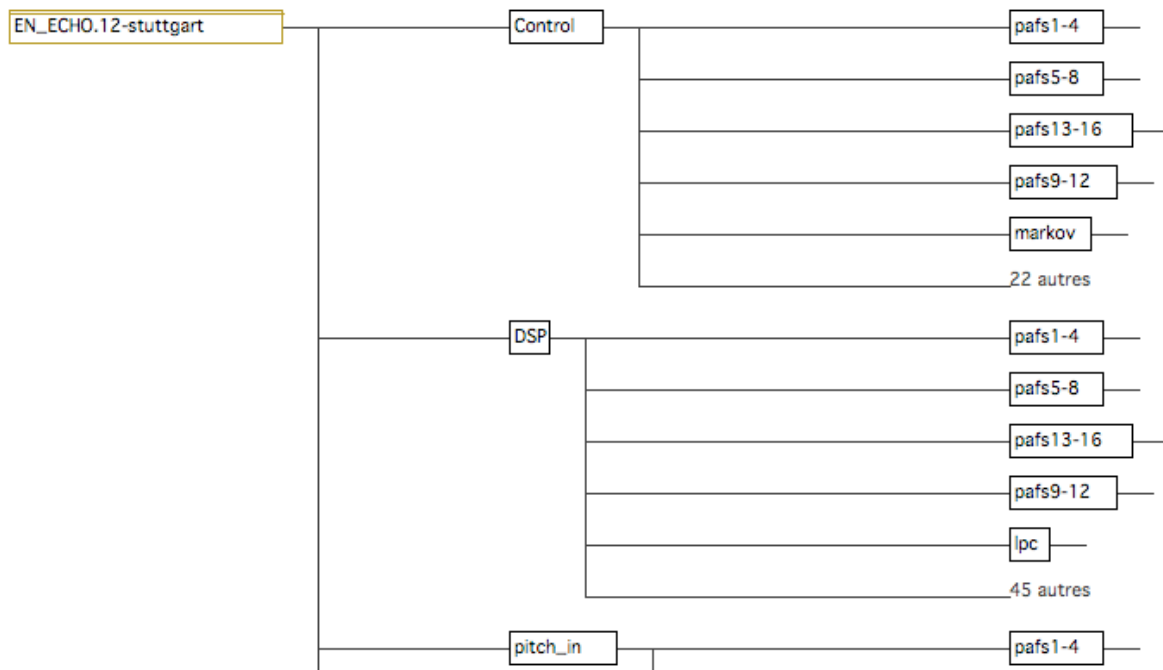 EN_ECHO.12-stuttgart
Control
pafs1-4
pafs5-8
pafs13-16
pafs9-12
markov
22 autres
DSP
pafs1-4
pafs5-8
pafs13-16
pafs9-12
lpc
45 autres
pitch_in
pafs1-4